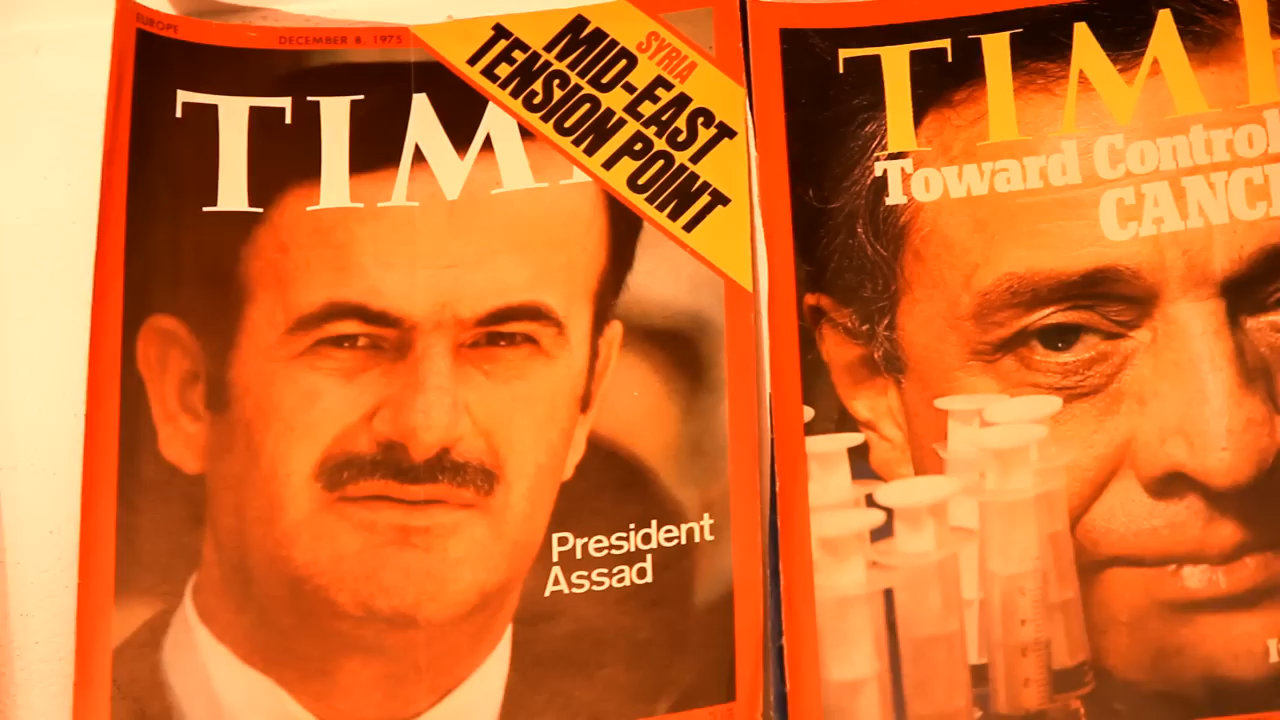 EUROPE
DECEMBER 8, 1975
TIM
SYRIA
MID-EAST
TENSION POINT
President
Assad
TIM
Toward Control
CANC